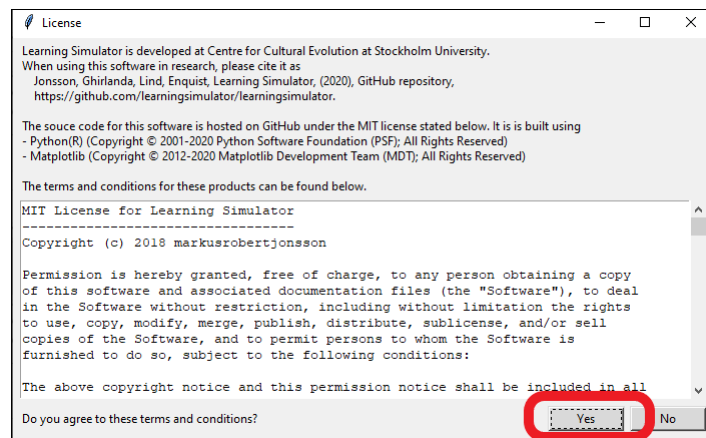 License
Learning Simulator is developed at Centre for Cultural Evolution at Stockholm University.
When using this software in research, please cite it as
Jonsson, Ghirlanda, Lind, Enquist, Learning Simulator, (2020), GitHub repository,
https://github.com/learningsimulator/learningsimulator.
The souce code for this software is hosted on GitHub under the MIT license stated below. It is is built using
- Python(R) (Copyright © 2001-2020 Python Software Foundation (PSF); All Rights Reserved)
- Matplotlib (Copyright © 2012-2020 Matplotlib Development Team (MDT); All Rights Reserved)
The terms and conditions for these products can be found below.
MIT License for Learning Simulator
----------------------------------
Copyright (c) 2018 markusrobertjonsson
Permission is hereby granted, free of charge, to any person obtaining a copy
of this software and associated documentation files (the "Software"), to deal
in the Software without restriction, including without limitation the rights
to use, copy, modify, merge, publish, distribute, sublicense, and/or sell
copies of the Software, and to permit persons to whom the Software is
furnished to do so, subject to the following conditions:
The above copyright notice and this permission notice shall be included in all
Do you agree to these terms and conditions?
Yes
No